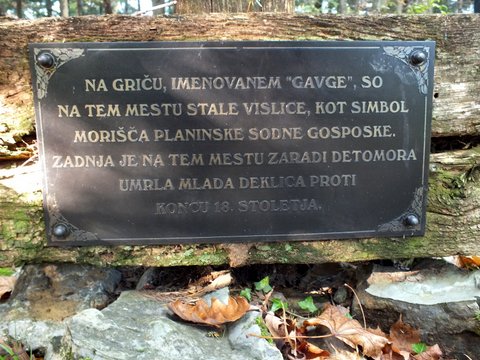 NA GRIČU, IMENOVANEM "GAVGE", SO
NA TEM MESTU STALE VISLICE, KOT SIMBOL
MORIŠČA PLANINSKE SODNE GOSPOSKE.
ZADNJA JE NA TEM MESTU ZARADI DETOMORA
UMRLA MLADA DEKLICA PROTI
KONCU 18. STOLETJA.